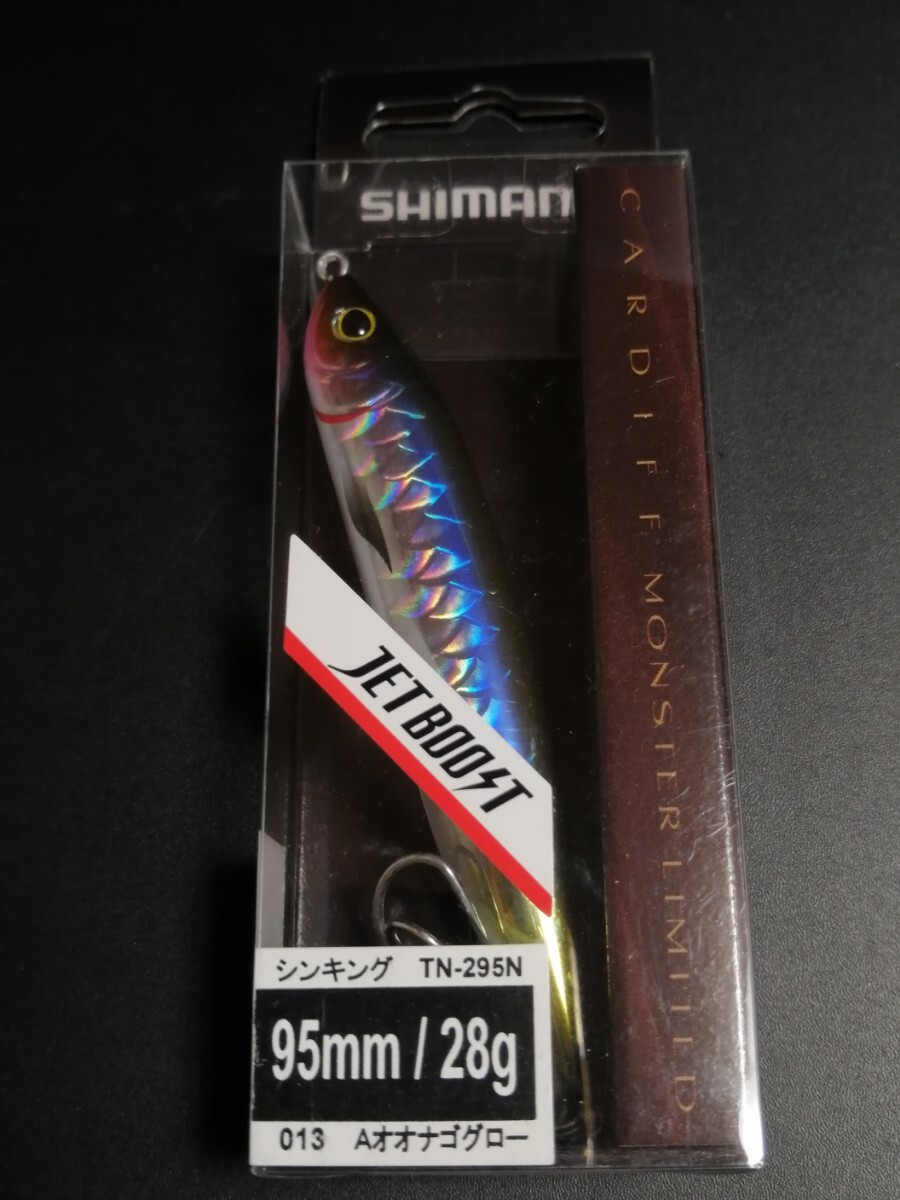 SHIMAN
CARDIFF MONSTER LIMITED
JET BOOST
シンキング TN-295N
95mm / 28g
013 Aオオナゴグロー